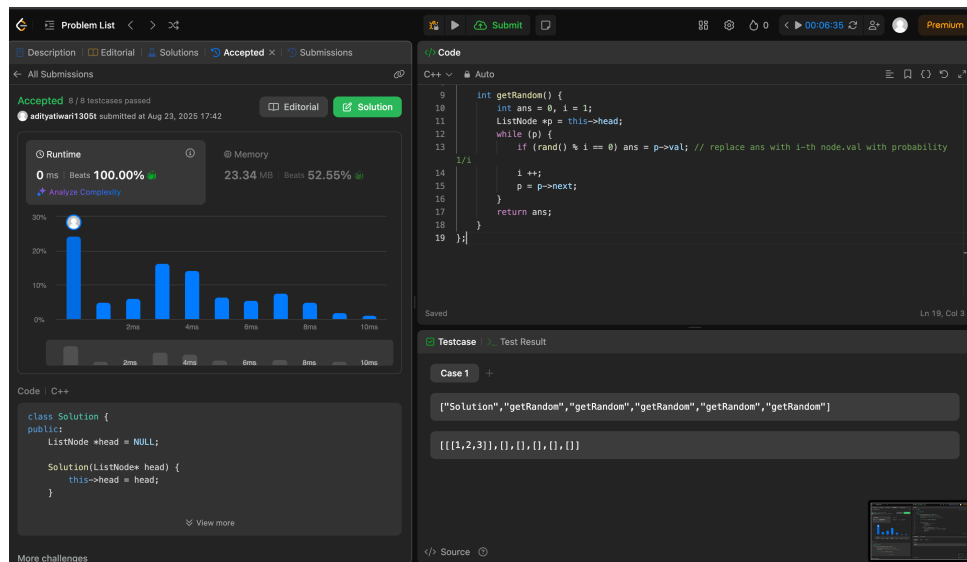 Problem List
Submit
0
00:06:35
Premium
Description | Editorial | Solutions | Accepted × | Submissions
← All Submissions
Accepted 8 / 8 testcases passed
adityatiwari1305t submitted at Aug 23, 2025 17:42
Editorial
Solution
Runtime
0 ms | Beats 100.00%
Analyze Complexity
Memory
23.34 MB | Beats 52.55%
30%
20%
10%
0%
2ms 4ms 6ms 8ms 10ms
2ms 4ms 6ms 8ms 10ms
Code | C++
class Solution {
public:
    ListNode *head = NULL;
    Solution(ListNode* head) {
        this->head = head;
    }
View more
More challenges
</> Code
C++ Auto
9 int getRandom() {
10 int ans = 0, i = 1;
11 ListNode *p = this->head;
12 while (p) {
13 if (rand() % i == 0) ans = p->val; // replace ans with i-th node.val with probability
1/i
14 i ++;
15 p = p->next;
16 }
17 return ans;
18 }
19 };
Saved
Ln 19, Col 3
Testcase | >_ Test Result
Case 1 +
["Solution","getRandom","getRandom","getRandom","getRandom","getRandom"]
[[[1,2,3]],[],[],[],[],[]]
</> Source